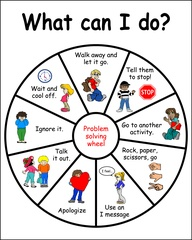 What can I do?
Walk away and
let it go.
Tell them
to stop!
STOP
Go to another
activity.
Rock, paper,
scissors, go
I feel...
Use an
I message
Apologize
Talk
it out.
Ignore it.
Wait and
cool off.
Problem
solving
wheel